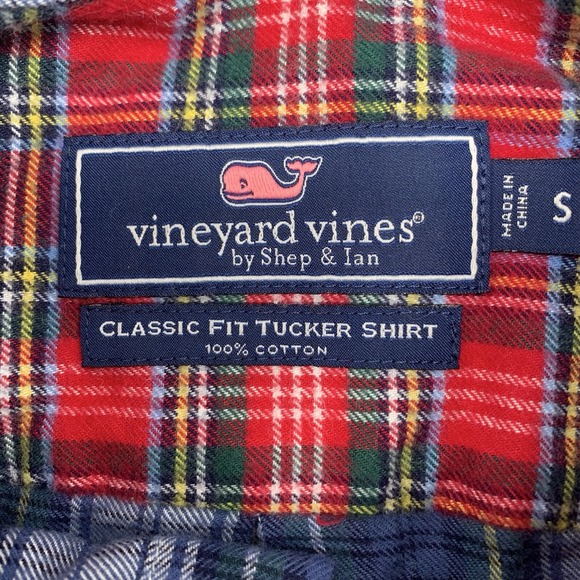 vineyard vines®
by Shep & Ian
MADE IN
CHINA
S
CLASSIC FIT TUCKER SHIRT
100% COTTON